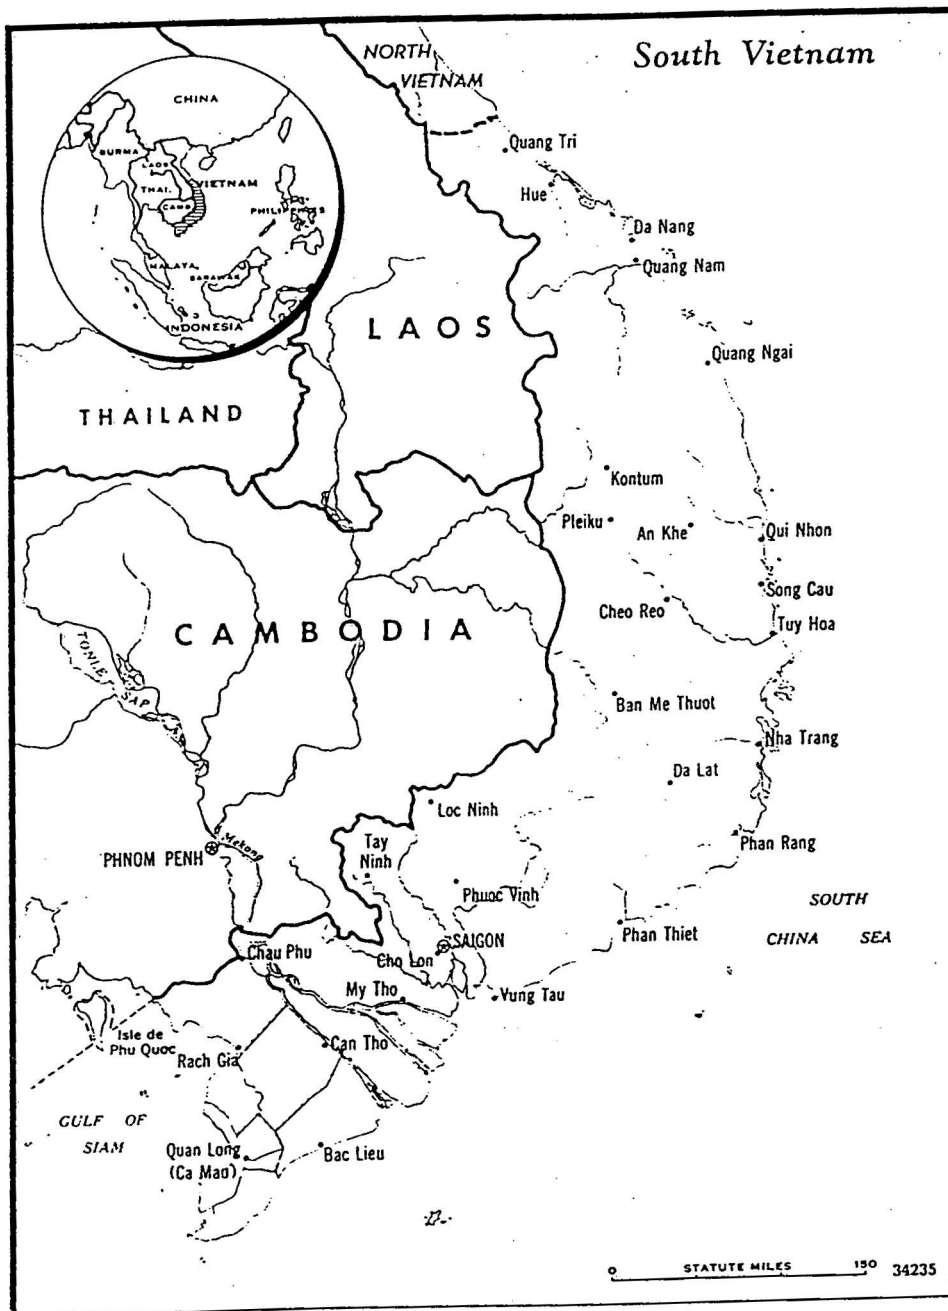 South Vietnam
NORTH
VIETNAM
CHINA
BURMA
LAOS
THAI.
VIETNAM
CAMB
PHILIPPINES
MALAYA
SARAWAK
INDONESIA
Quang Tri
Hue
Da Nang
Quang Nam
LAOS
Quang Ngai
THAILAND
Kontum
Pleiku
An Khe
Qui Nhon
Song Cau
Cheo Reo
Tuy Hoa
CAMBODIA
TONLE
SAP
Ban Me Thuot
Nha Trang
Da Lat
Loc Ninh
Mekong
Tay
Ninh
Phan Rang
PHNOM PENH
Phuoc Vinh
SOUTH
CHINA SEA
Phan Thiet
SAIGON
Chau Phu
Cho Lon
My Tho
Vung Tau
Isle de
Phu Quoc
Rach Gia
Can Tho
GULF OF
SIAM
Quan Long
(Ca Mao)
Bac Lieu
0 STATUTE MILES 150
34235